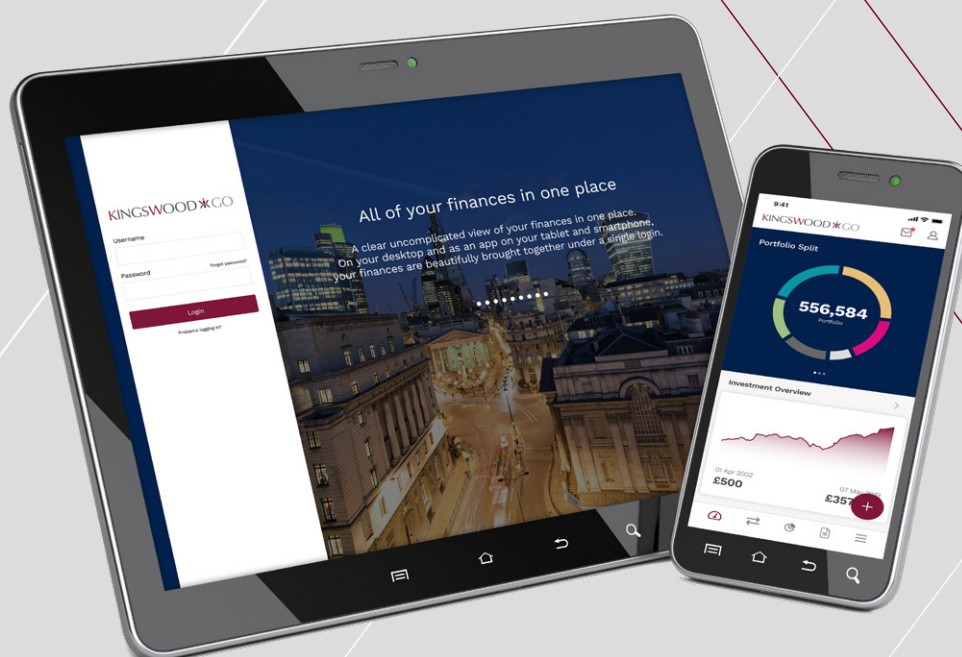 KINGSWOOD GO
Username
Password
Forgot password?
Login
Problems logging in?
All of your finances in one place
A clear uncomplicated view of your finances in one place.
On your desktop and as an app on your tablet and smartphone,
your finances are beautifully brought together under a single login.
9:41
KINGSWOOD GO
Portfolio Split
556,584
Portfolio
Investment Overview
01 Apr 2002
£500
07 May
£357